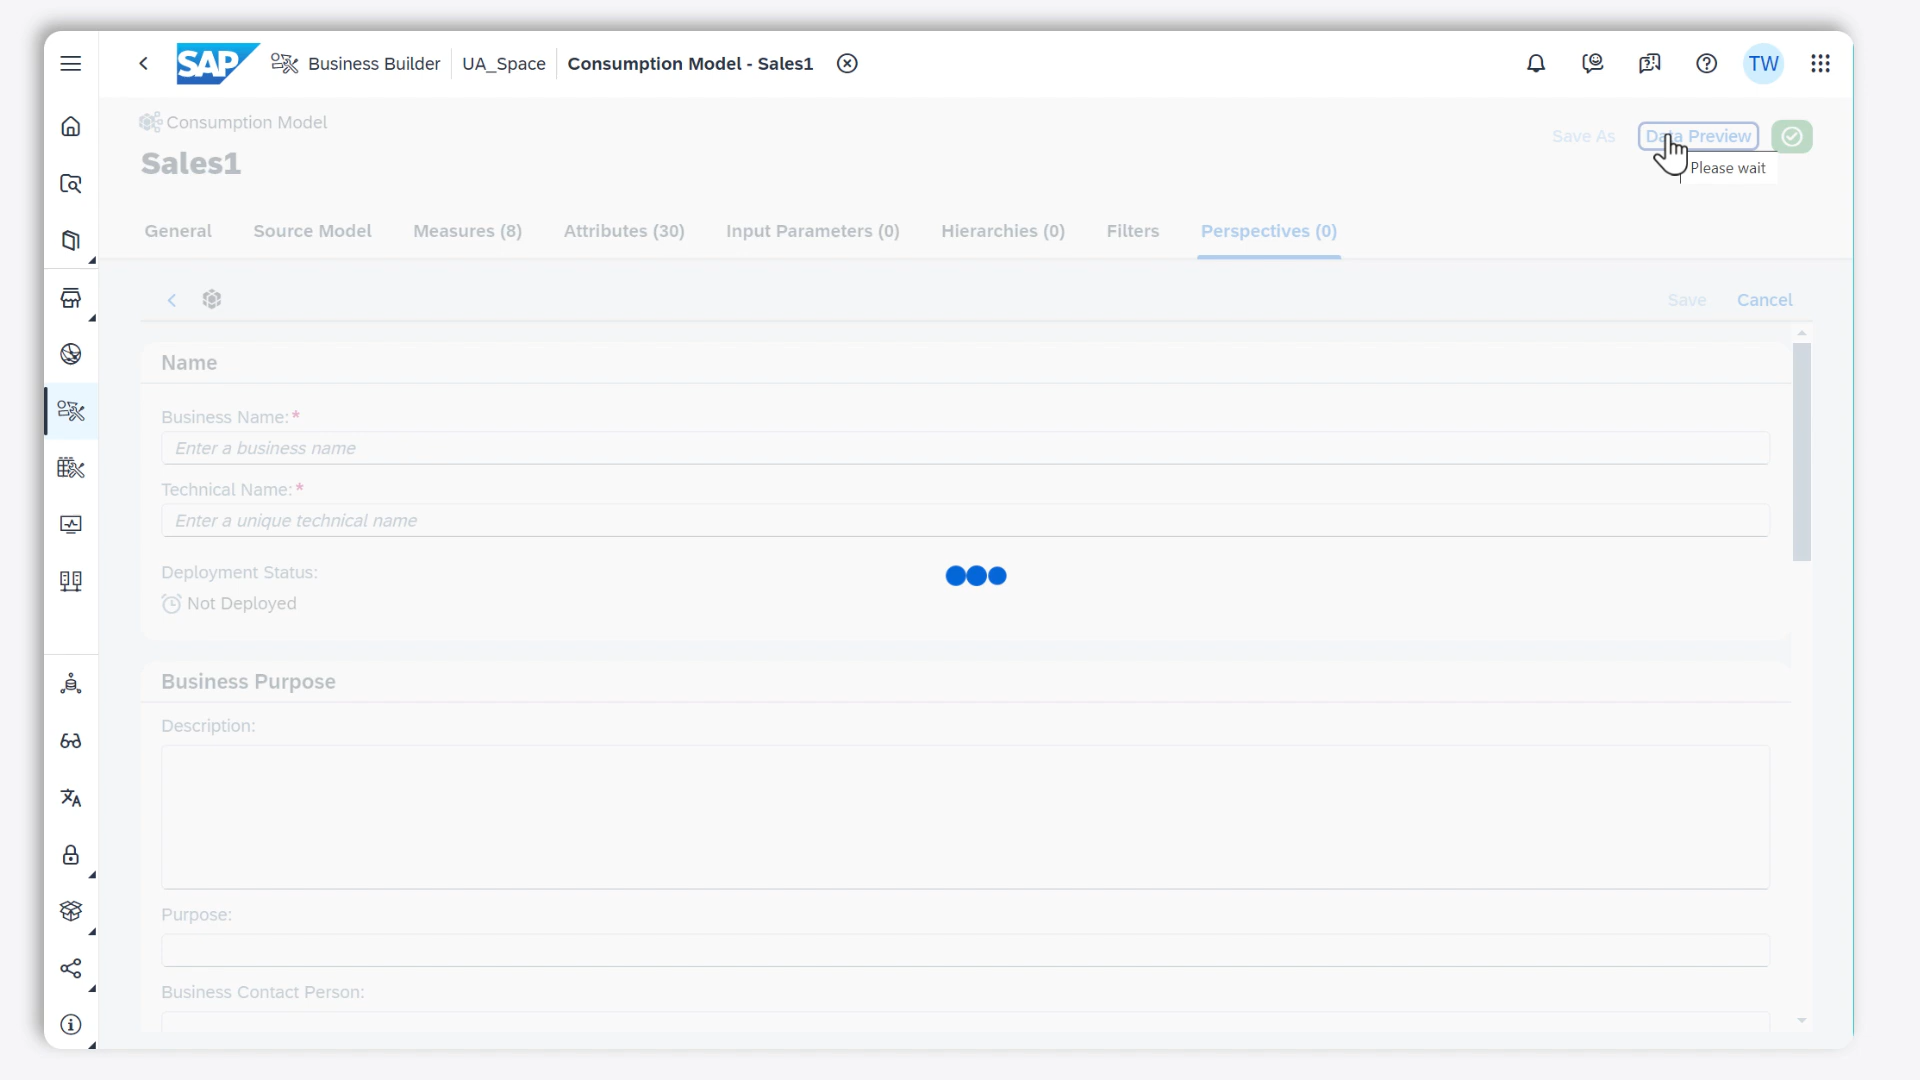 SAP Business Builder UA_Space Consumption Model - Sales1 TW
Consumption Model
Save As Data Preview
Sales1
Please wait
General Source Model Measures (8) Attributes (30) Input Parameters (0) Hierarchies (0) Filters Perspectives (0)
Save Cancel
Name
Business Name:*
Enter a business name
Technical Name:*
Enter a unique technical name
Deployment Status:
Not Deployed
Business Purpose
Description:
Purpose:
Business Contact Person: